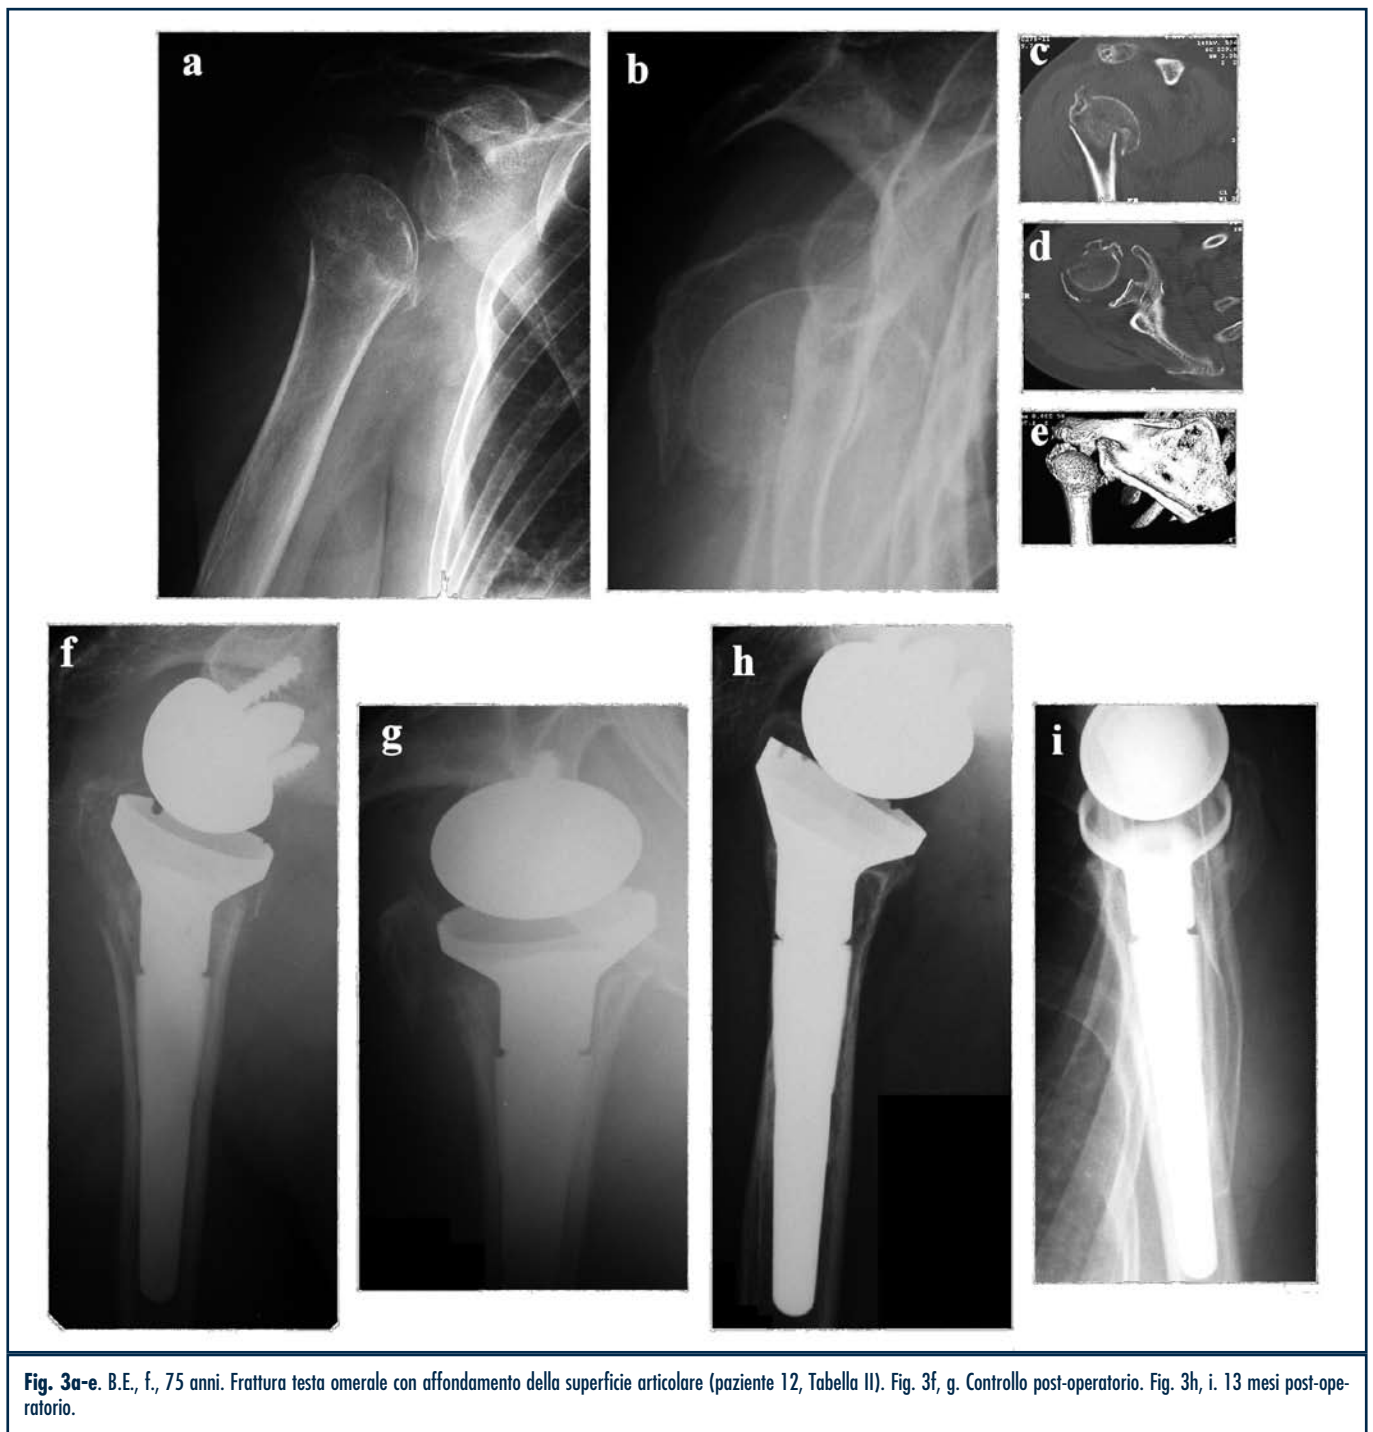 a
b
c
d
e
f
g
h
i
Fig. 3a-e. B.E., f., 75 anni. Frattura testa omerale con affondamento della superficie articolare (paziente 12, Tabella II). Fig. 3f, g. Controllo post-operatorio. Fig. 3h, i. 13 mesi post-ope-
ratorio.